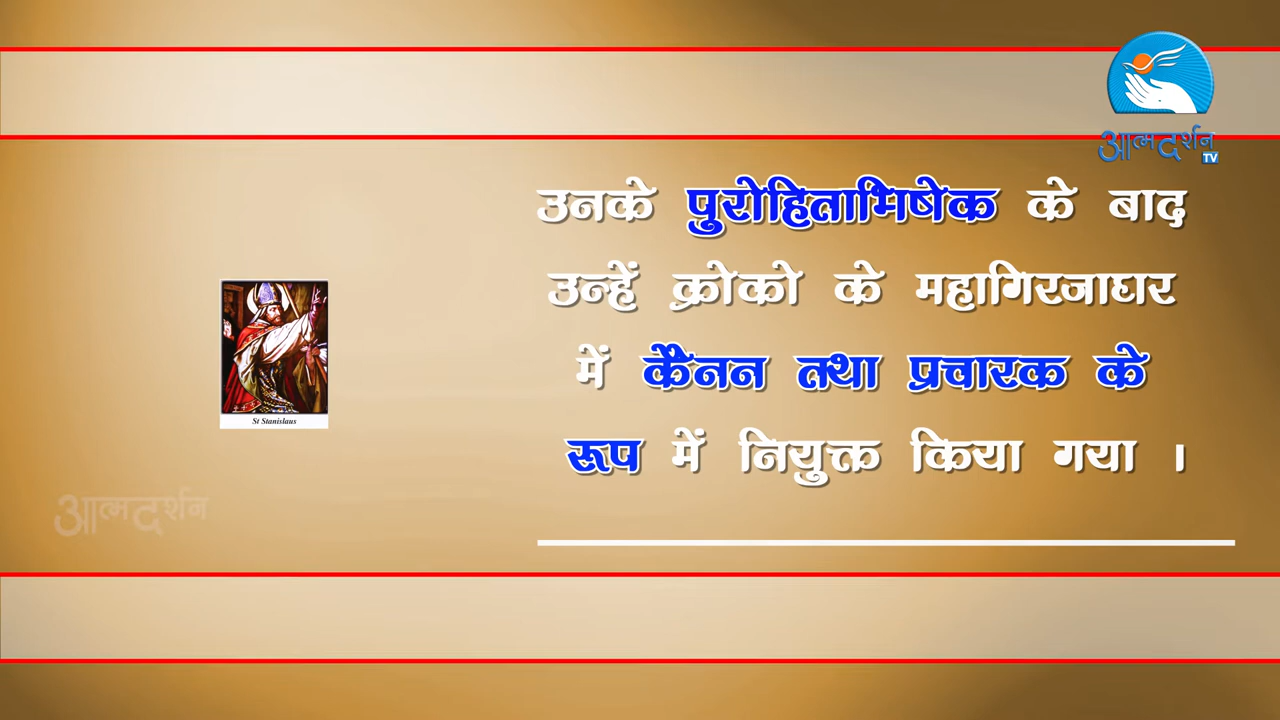 आत्मदर्शन
TV
उनके पुरोहिताभिषेक के बाद
उन्हें क्रोको के महागिरजाघर
में कैनन तथा प्रचारक के
रूप में नियुक्त किया गया ।
St Stanislaus
आत्मदर्शन